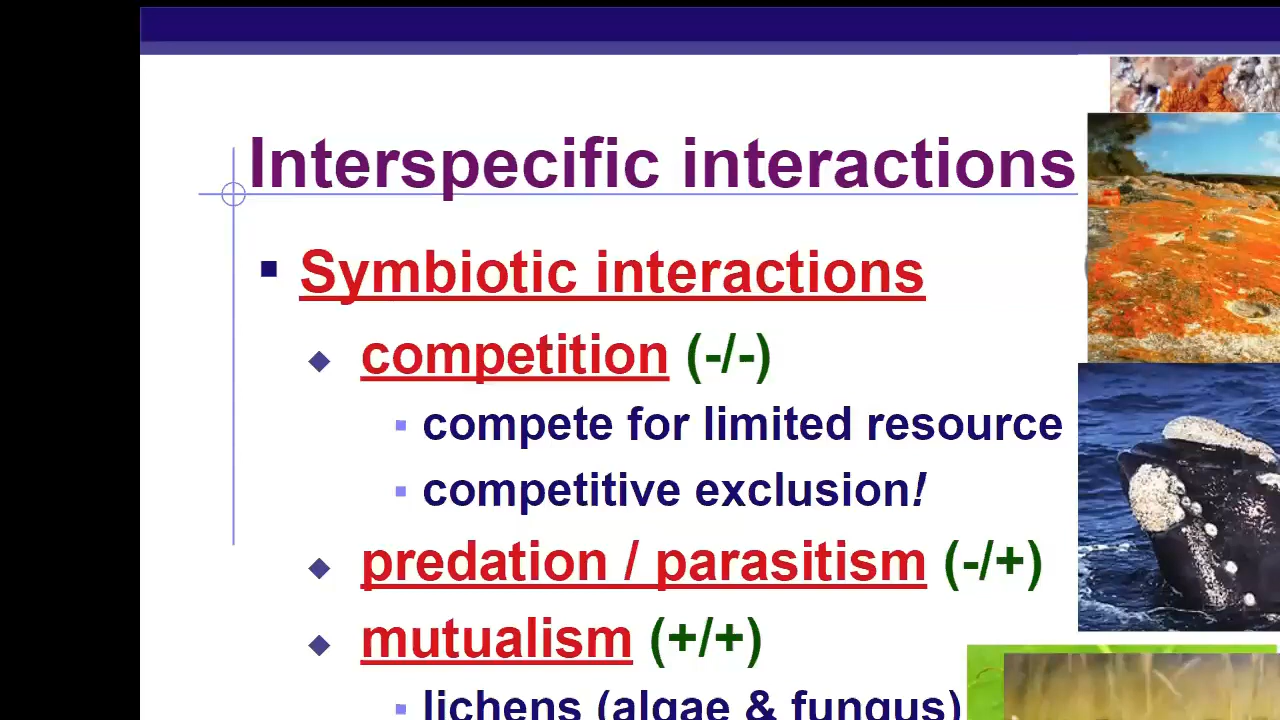 Interspecific interactions
Symbiotic interactions
competition (-/-)
compete for limited resource
competitive exclusion!
predation / parasitism (-/+)
mutualism (+/+)
lichens (algae & fungus)